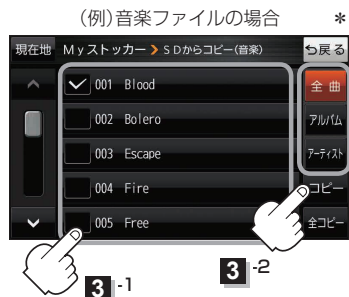 (例)音楽ファイルの場合 *
現在地 Myストッカー > SDからコピー(音楽) 戻る
001 Blood 全曲
002 Bolero アルバム
003 Escape アーティスト
004 Fire コピー
005 Free 全コピー
3-1
3-2